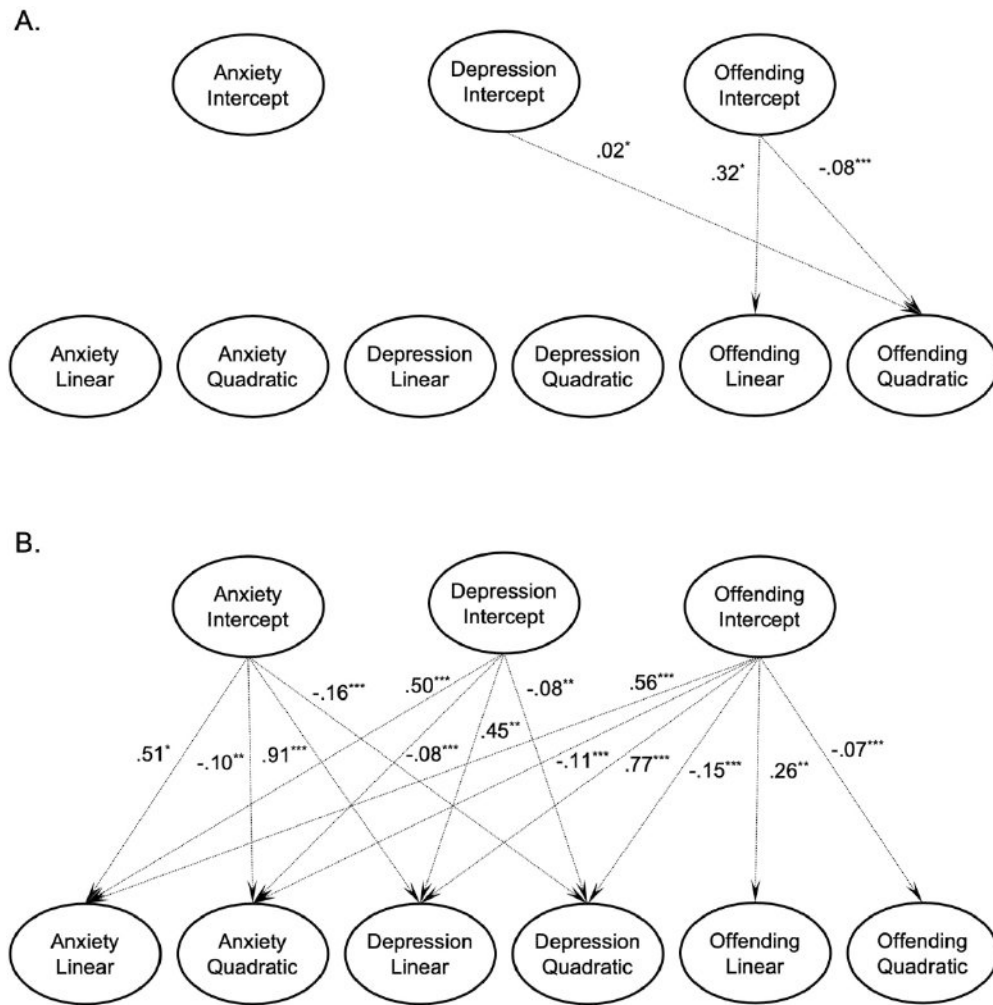 A.
Anxiety
Intercept
Depression
Intercept
Offending
Intercept
.02*
.32*
-.08***
Anxiety
Linear
Anxiety
Quadratic
Depression
Linear
Depression
Quadratic
Offending
Linear
Offending
Quadratic
B.
Anxiety
Intercept
Depression
Intercept
Offending
Intercept
-.16***
.50***
-.08**
.56***
.51*
-.10**
.91***
-.08***
.45**
-.11***
.77***
-.15***
.26**
-.07***
Anxiety
Linear
Anxiety
Quadratic
Depression
Linear
Depression
Quadratic
Offending
Linear
Offending
Quadratic